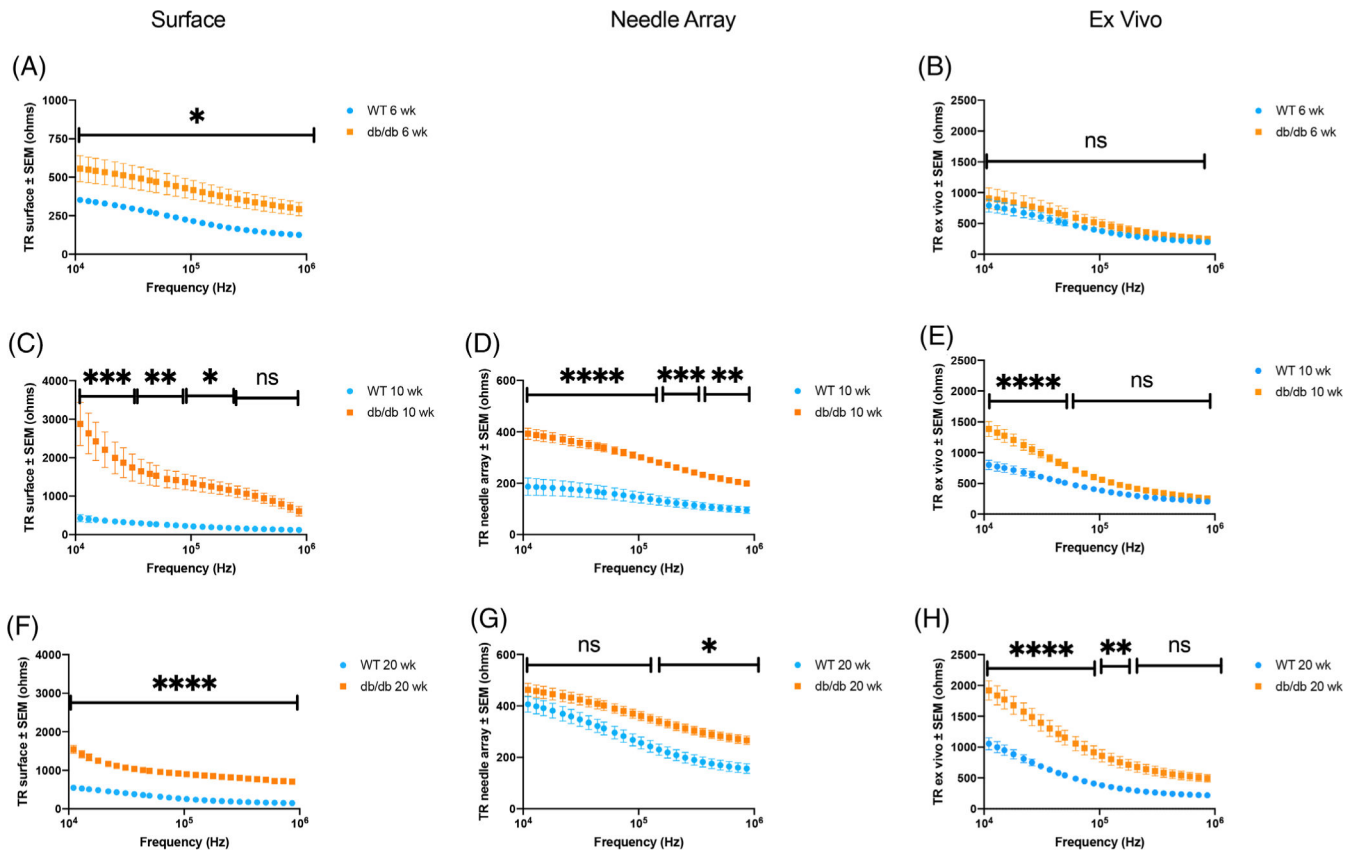 Surface Needle Array Ex Vivo
(A)
TR surface ± SEM (ohms)
1000
750
500
250
0
*
10⁴ 10⁵ 10⁶
Frequency (Hz)
WT 6 wk
db/db 6 wk
(B)
TR ex vivo ± SEM (ohms)
2500
2000
1500
1000
500
0
ns
10⁴ 10⁵ 10⁶
Frequency (Hz)
WT 6 wk
db/db 6 wk
(C)
TR surface ± SEM (ohms)
4000
3000
2000
1000
0
*** ** * ns
10⁴ 10⁵ 10⁶
Frequency (Hz)
WT 10 wk
db/db 10 wk
(D)
TR needle array ± SEM (ohms)
600
400
200
0
**** *** **
10⁴ 10⁵ 10⁶
Frequency (Hz)
WT 10 wk
db/db 10 wk
(E)
TR ex vivo ± SEM (ohms)
2500
2000
1500
1000
500
0
**** ns
10⁴ 10⁵ 10⁶
Frequency (Hz)
WT 10 wk
db/db 10 wk
(F)
TR surface ± SEM (ohms)
4000
3000
2000
1000
0
****
10⁴ 10⁵ 10⁶
Frequency (Hz)
WT 20 wk
db/db 20 wk
(G)
TR needle array ± SEM (ohms)
600
400
200
0
ns *
10⁴ 10⁵ 10⁶
Frequency (Hz)
WT 20 wk
db/db 20 wk
(H)
TR ex vivo ± SEM (ohms)
2500
2000
1500
1000
500
0
**** ** ns
10⁴ 10⁵ 10⁶
Frequency (Hz)
WT 20 wk
db/db 20 wk